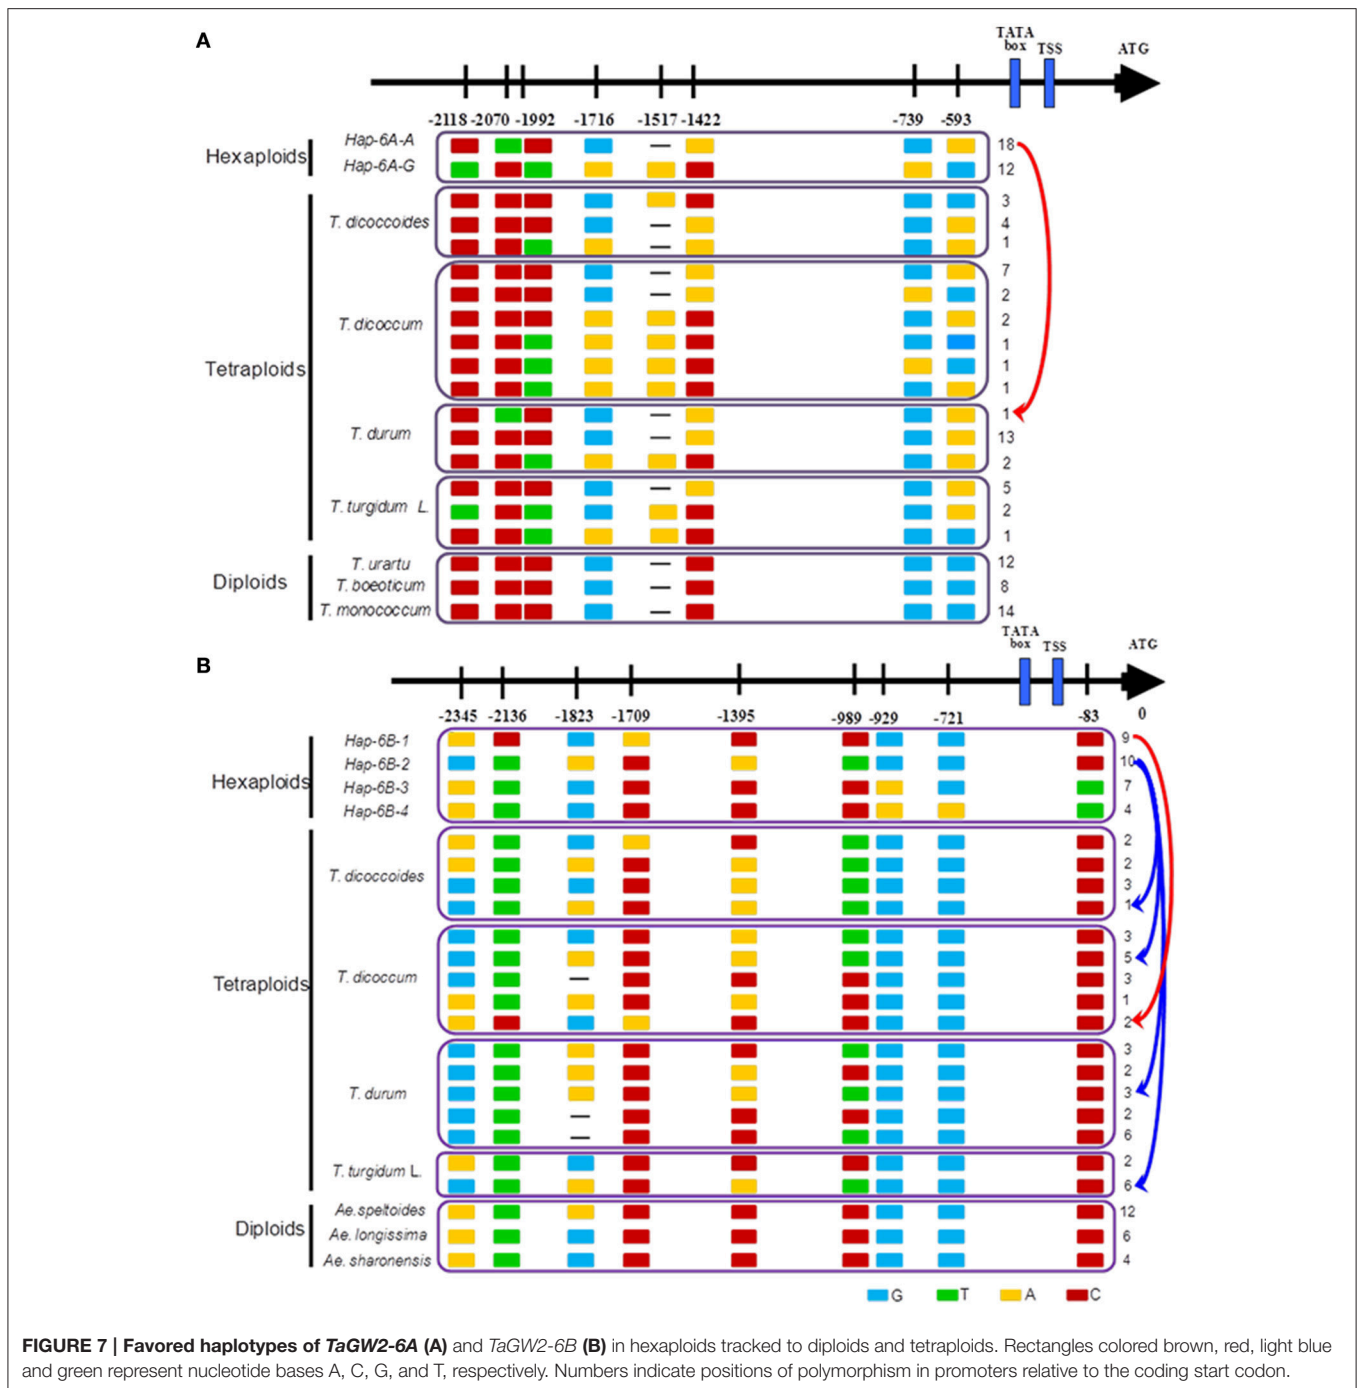 A
TATA box TSS ATG
-2118 -2070 -1992 -1716 -1517 -1422 -739 -593
Hexaploids
Hap-6A-A 18
Hap-6A-G 12
Tetraploids
T. dicoccoides
3
4
1
T. dicoccum
7
2
2
1
1
1
T. durum
1
13
2
T. turgidum L.
5
2
1
Diploids
T. urartu 12
T. boeoticum 8
T. monococcum 14
B
TATA box TSS ATG
-2345 -2136 -1823 -1709 -1395 -989 -929 -721 -83 0
Hexaploids
Hap-6B-1 9
Hap-6B-2 10
Hap-6B-3 7
Hap-6B-4 4
Tetraploids
T. dicoccoides
2
2
3
1
T. dicoccum
3
5
3
1
2
T. durum
3
2
3
2
6
T. turgidum L.
2
6
Diploids
Ae. speltoides 12
Ae. longissima 6
Ae. sharonensis 4
G T A C
FIGURE 7 | Favored haplotypes of TaGW2-6A (A) and TaGW2-6B (B) in hexaploids tracked to diploids and tetraploids. Rectangles colored brown, red, light blue
and green represent nucleotide bases A, C, G, and T, respectively. Numbers indicate positions of polymorphism in promoters relative to the coding start codon.